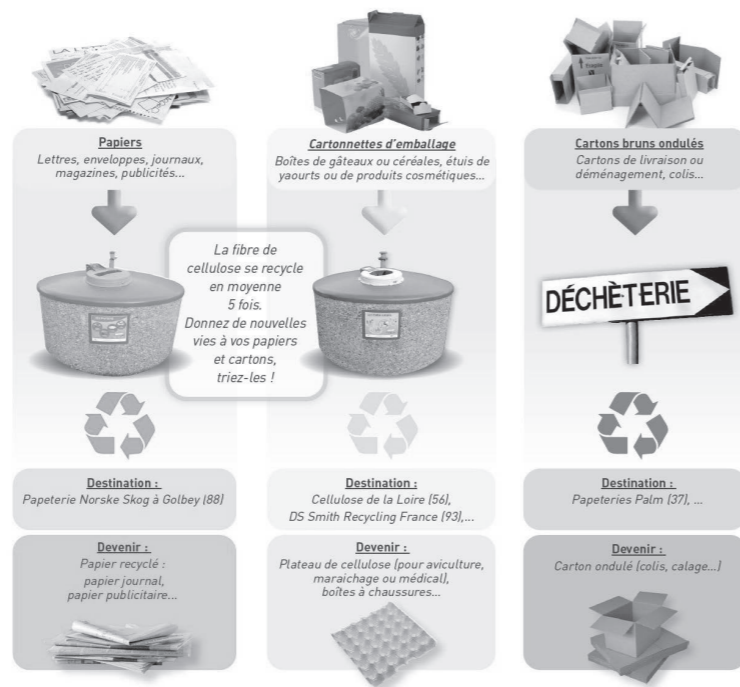 Papiers
Lettres, enveloppes, journaux,
magazines, publicités...
Cartonnettes d'emballage
Boîtes de gâteaux ou céréales, étuis de
yaourts ou de produits cosmétiques...
Cartons bruns ondulés
Cartons de livraison ou
déménagement, colis...
La fibre de
cellulose se recycle
en moyenne
5 fois.
Donnez de nouvelles
vies à vos papiers
et cartons,
triez-les !
DÉCHÈTERIE
Destination :
Papeterie Norske Skog à Golbey (88)
Destination :
Cellulose de la Loire (56),
DS Smith Recycling France (93),...
Destination :
Papeteries Palm (37), ...
Devenir :
Papier recyclé :
papier journal,
papier publicitaire...
Devenir :
Plateau de cellulose (pour aviculture,
maraichage ou médical),
boîtes à chaussures...
Devenir :
Carton ondulé (colis, calage...)